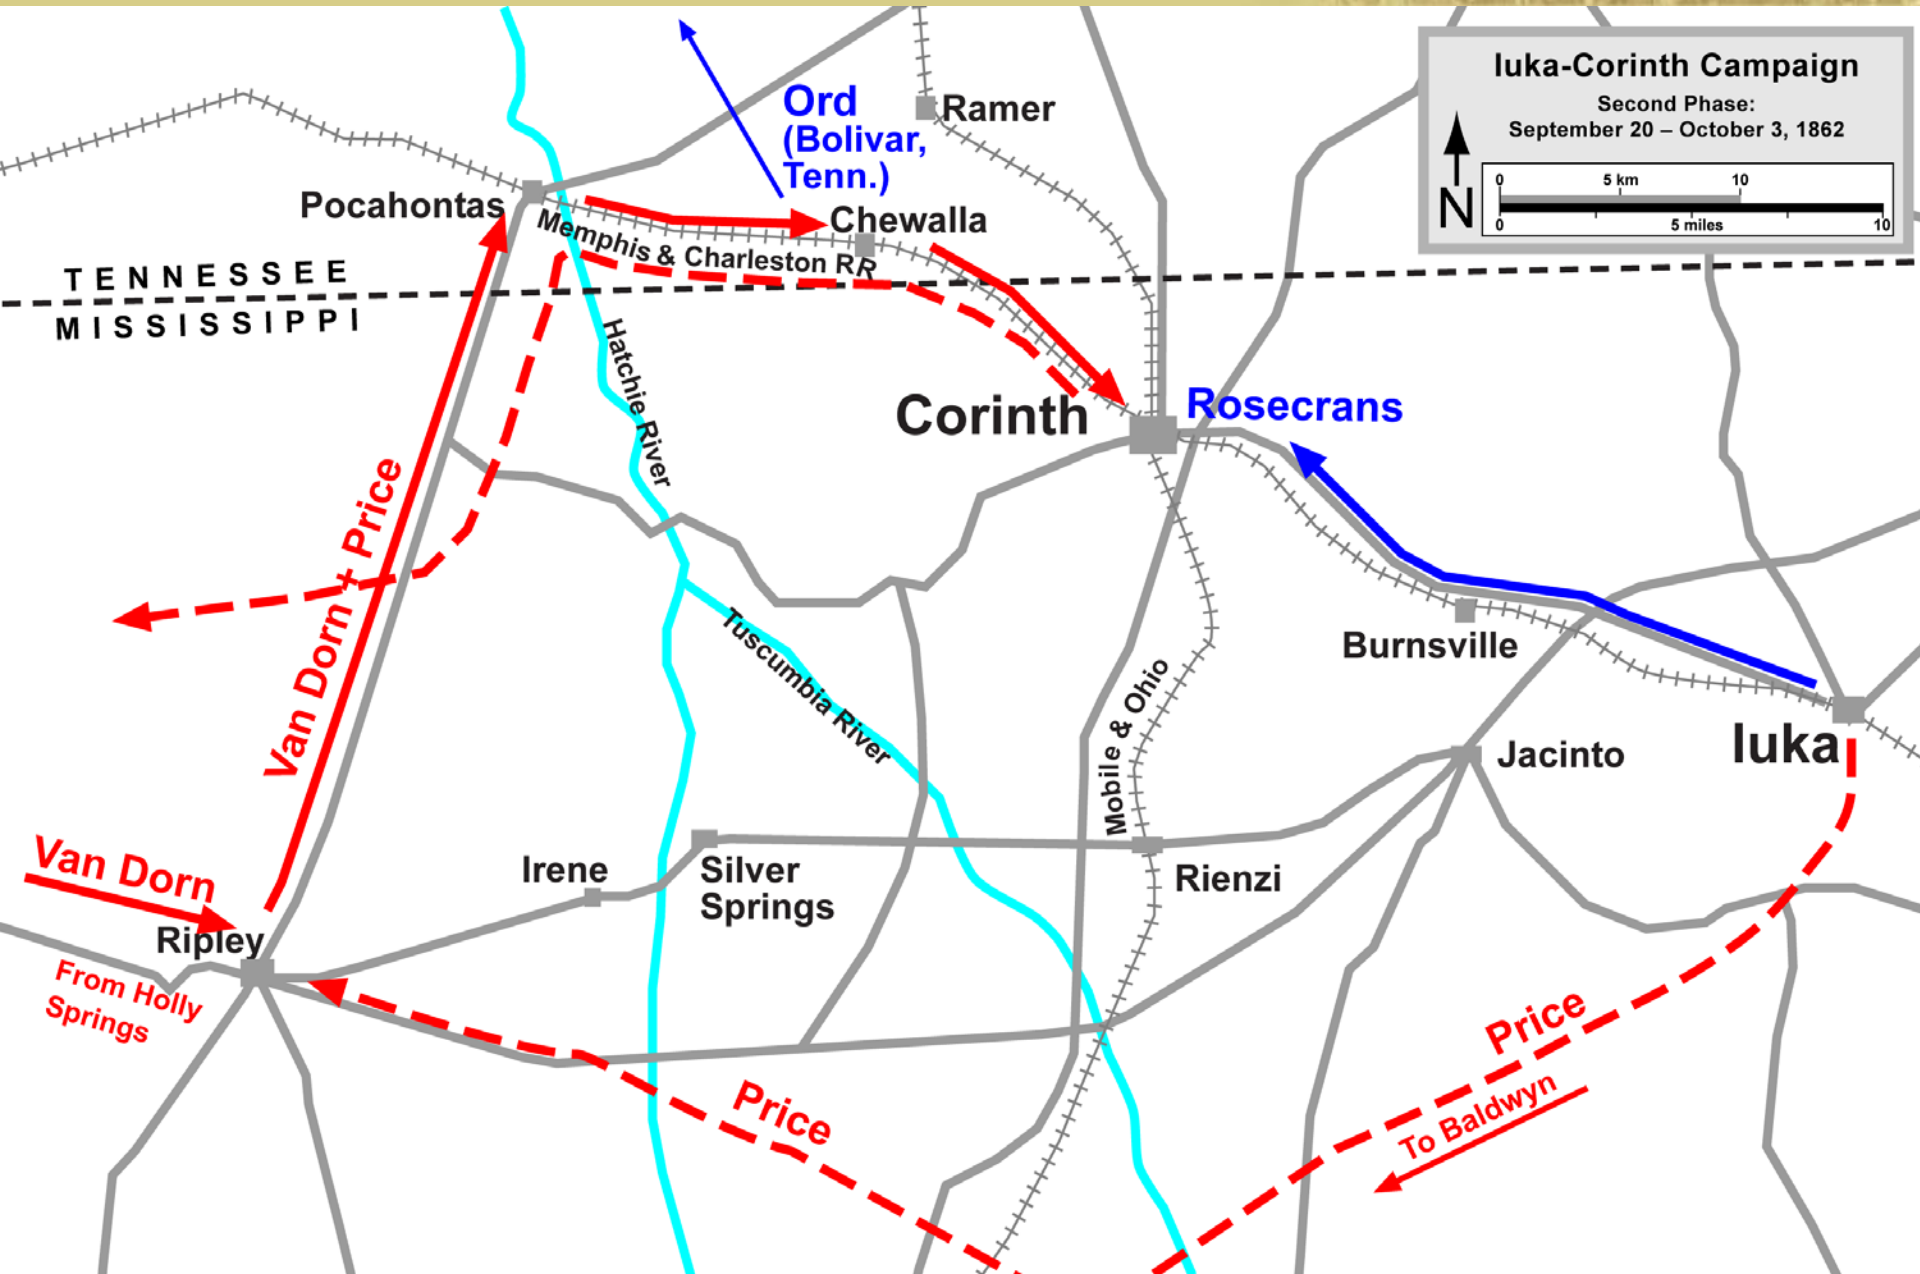 Iuka-Corinth Campaign
Second Phase:
September 20 – October 3, 1862
N
0
5 km
10
0
5 miles
10
Ord
(Bolivar,
Tenn.)
Ramer
Pocahontas
Chewalla
Memphis & Charleston RR
TENNESSEE
MISSISSIPPI
Hatchie River
Corinth
Rosecrans
Van Dorn + Price
Tuscumbia River
Burnsville
Mobile & Ohio
Iuka
Jacinto
Van Dorn
Irene
Silver
Springs
Rienzi
Ripley
From Holly
Springs
Price
Price
To Baldwyn